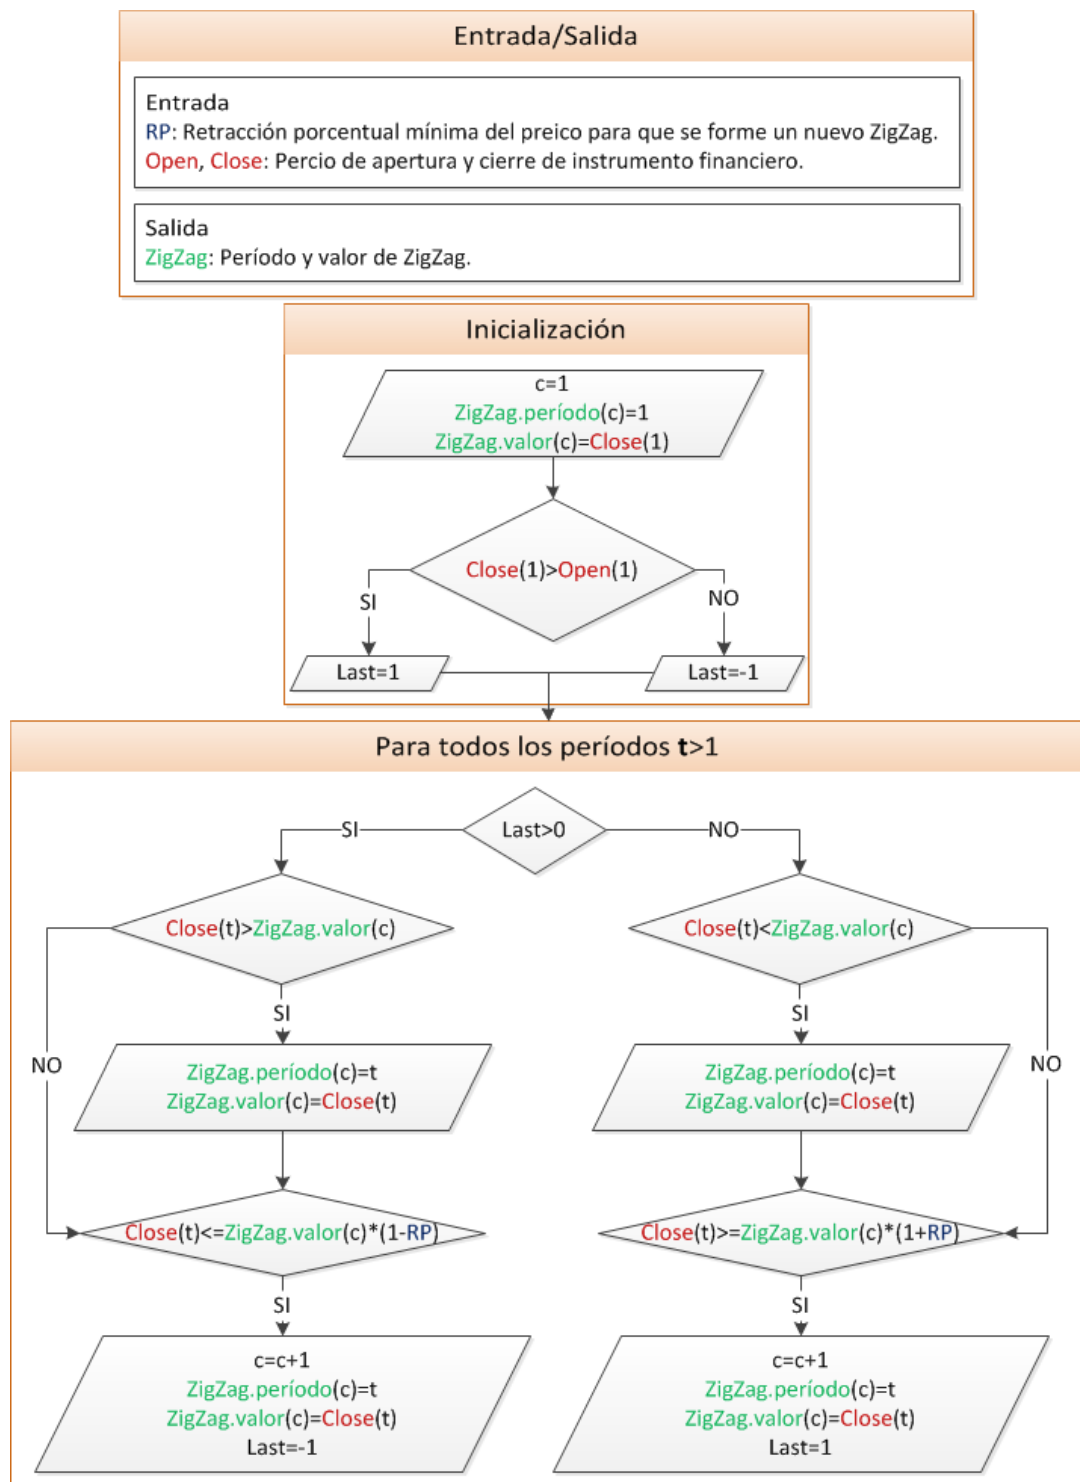 Entrada/Salida
Entrada
RP: Retracción porcentual mínima del preico para que se forme un nuevo ZigZag.
Open, Close: Percio de apertura y cierre de instrumento financiero.
Salida
ZigZag: Período y valor de ZigZag.
Inicialización
c=1
ZigZag.período(c)=1
ZigZag.valor(c)=Close(1)
Close(1)>Open(1)
SI
NO
Last=1
Last=-1
Para todos los períodos t>1
Last>0
SI
NO
Close(t)>ZigZag.valor(c)
Close(t)<ZigZag.valor(c)
SI
SI
NO
NO
ZigZag.período(c)=t
ZigZag.valor(c)=Close(t)
ZigZag.período(c)=t
ZigZag.valor(c)=Close(t)
Close(t)<=ZigZag.valor(c)*(1-RP)
Close(t)>=ZigZag.valor(c)*(1+RP)
SI
SI
c=c+1
ZigZag.período(c)=t
ZigZag.valor(c)=Close(t)
Last=-1
c=c+1
ZigZag.período(c)=t
ZigZag.valor(c)=Close(t)
Last=1